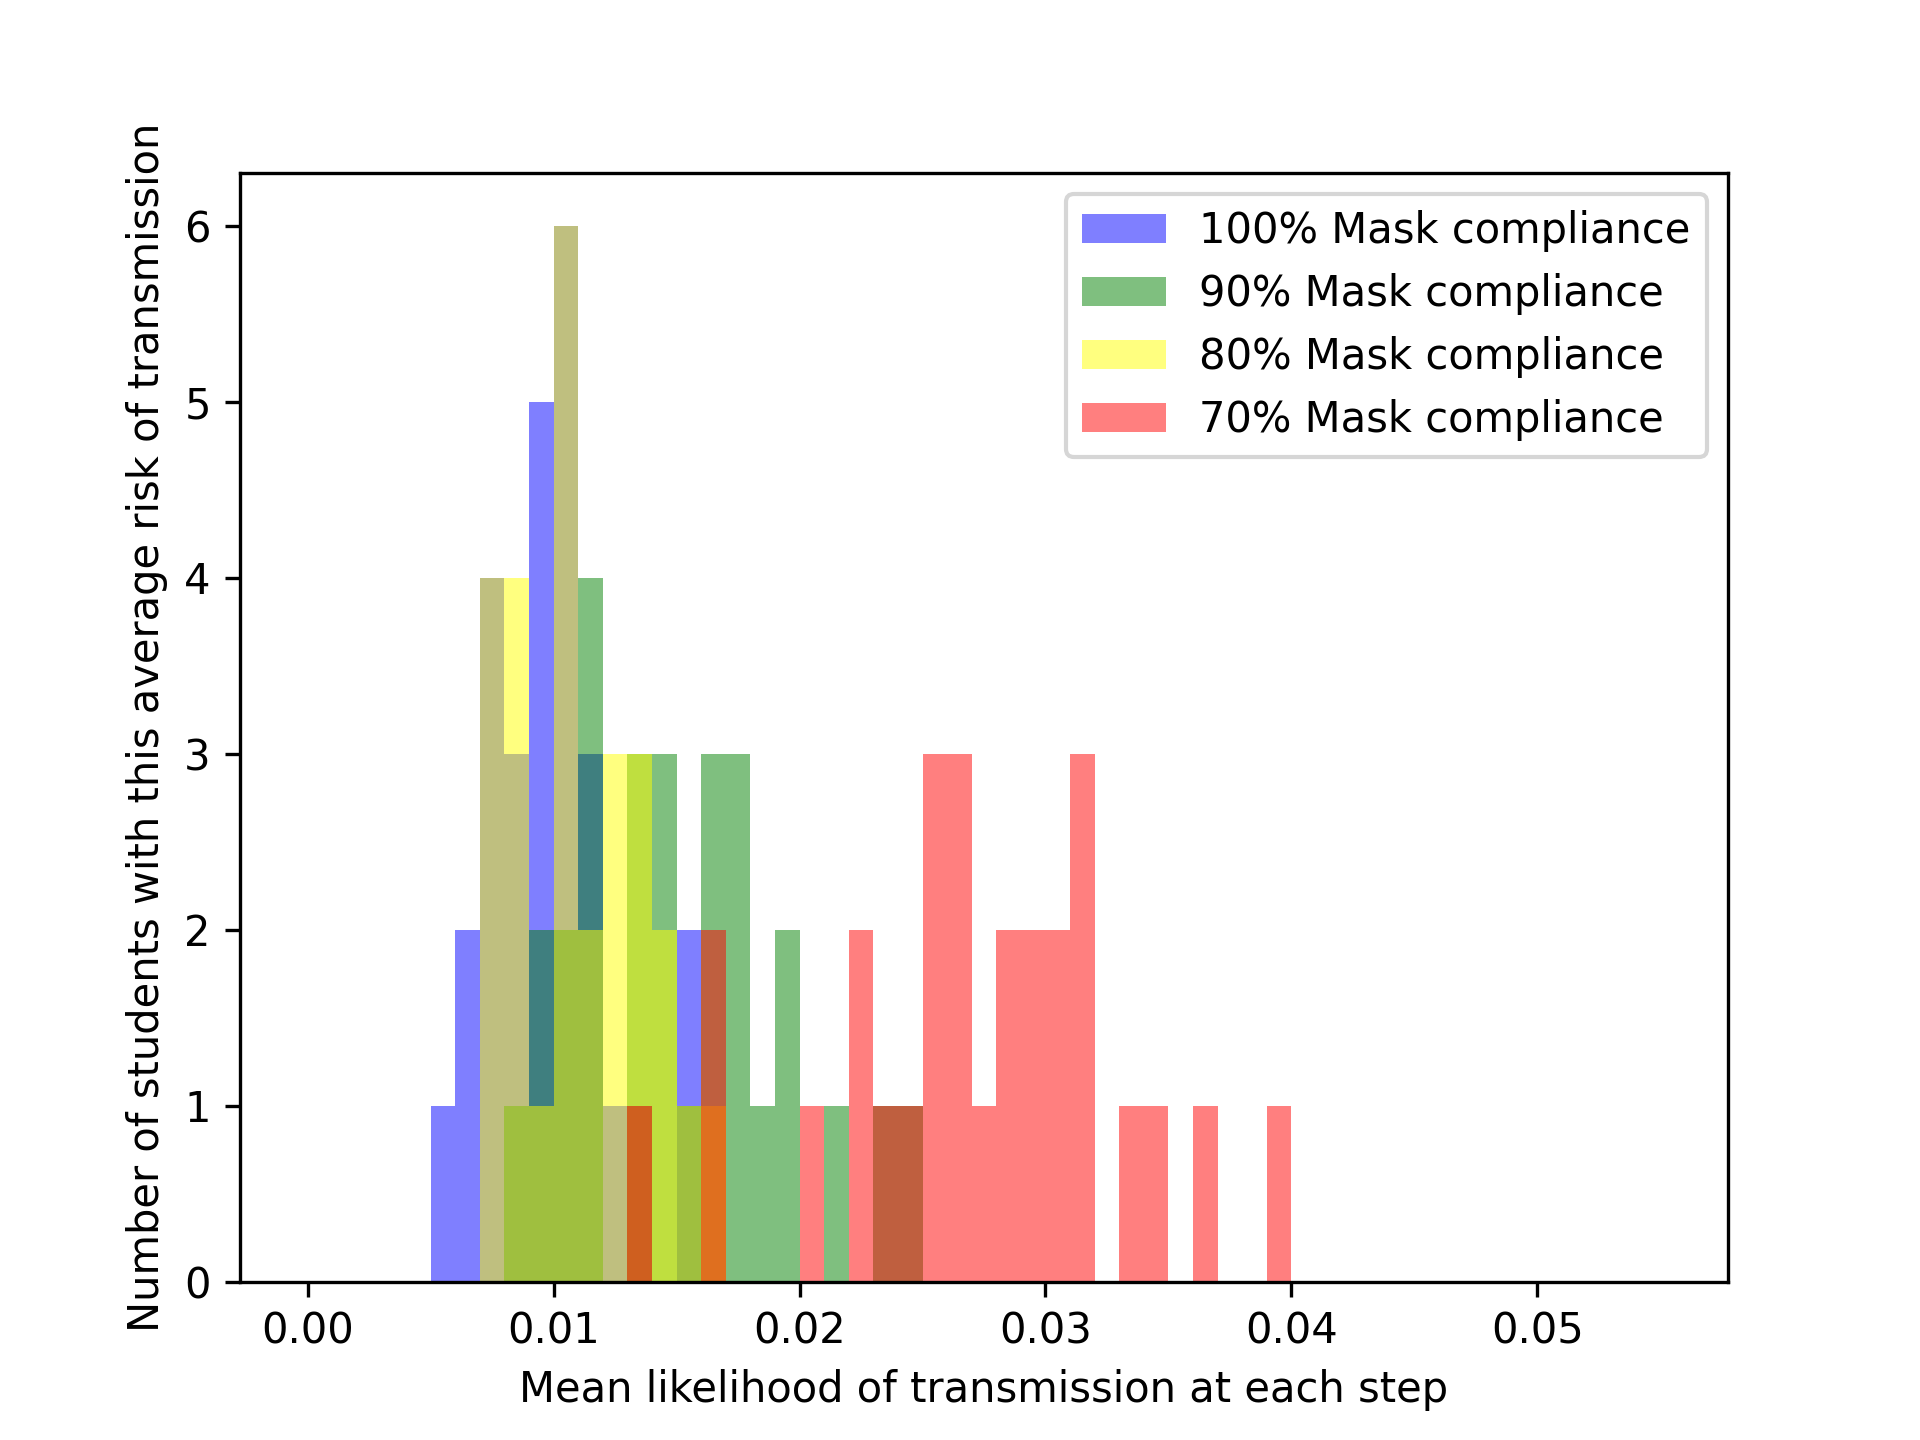 Number of students with this average risk of transmission
6
5
4
3
2
1
0
100% Mask compliance
90% Mask compliance
80% Mask compliance
70% Mask compliance
0.00 0.01 0.02 0.03 0.04 0.05
Mean likelihood of transmission at each step